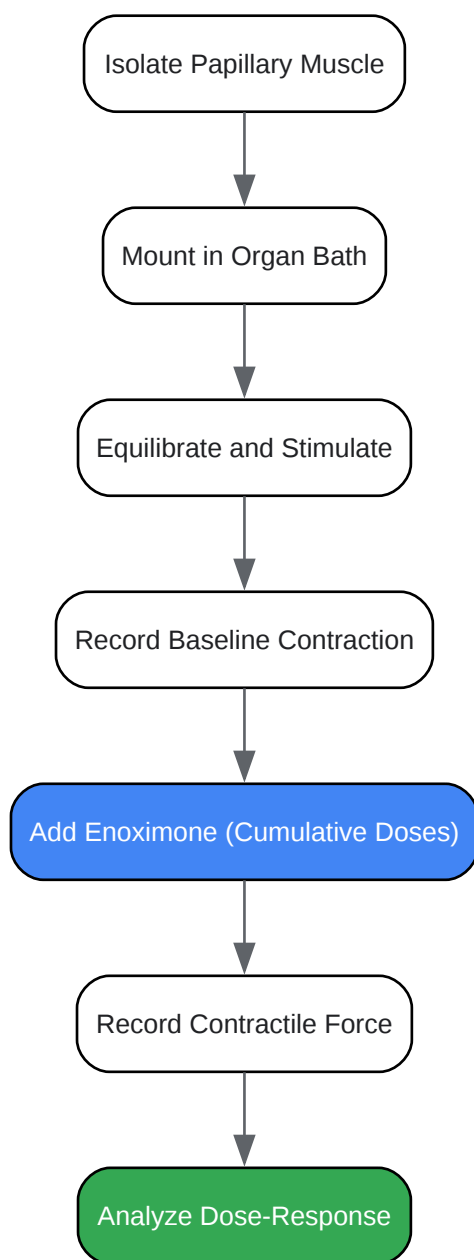 Isolate Papillary Muscle
Mount in Organ Bath
Equilibrate and Stimulate
Record Baseline Contraction
Add Enoximone (Cumulative Doses)
Record Contractile Force
Analyze Dose-Response